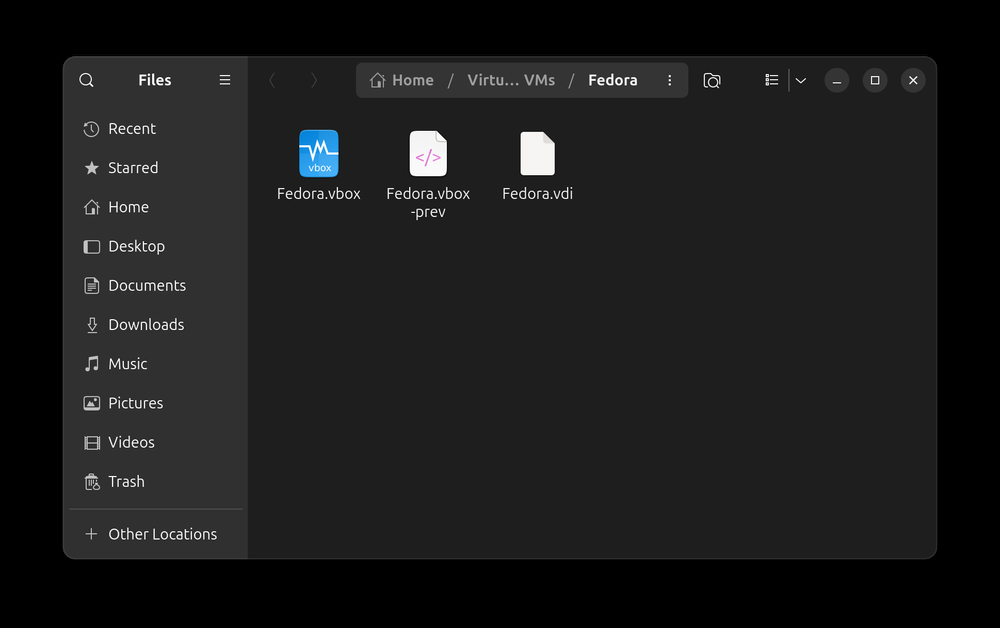 Files
Home / Virtu... VMs / Fedora
Recent
Starred
Home
Desktop
Documents
Downloads
Music
Pictures
Videos
Trash
Other Locations
vbox
Fedora.vbox
</>
Fedora.vbox
-prev
Fedora.vdi